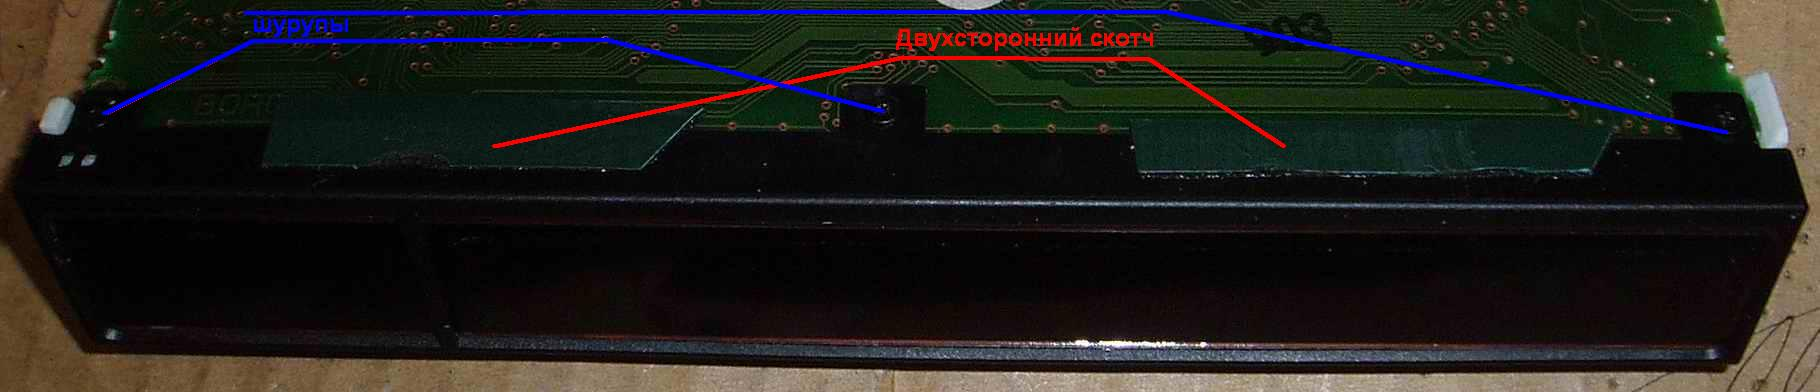 шурупы
Двухсторонний скотч